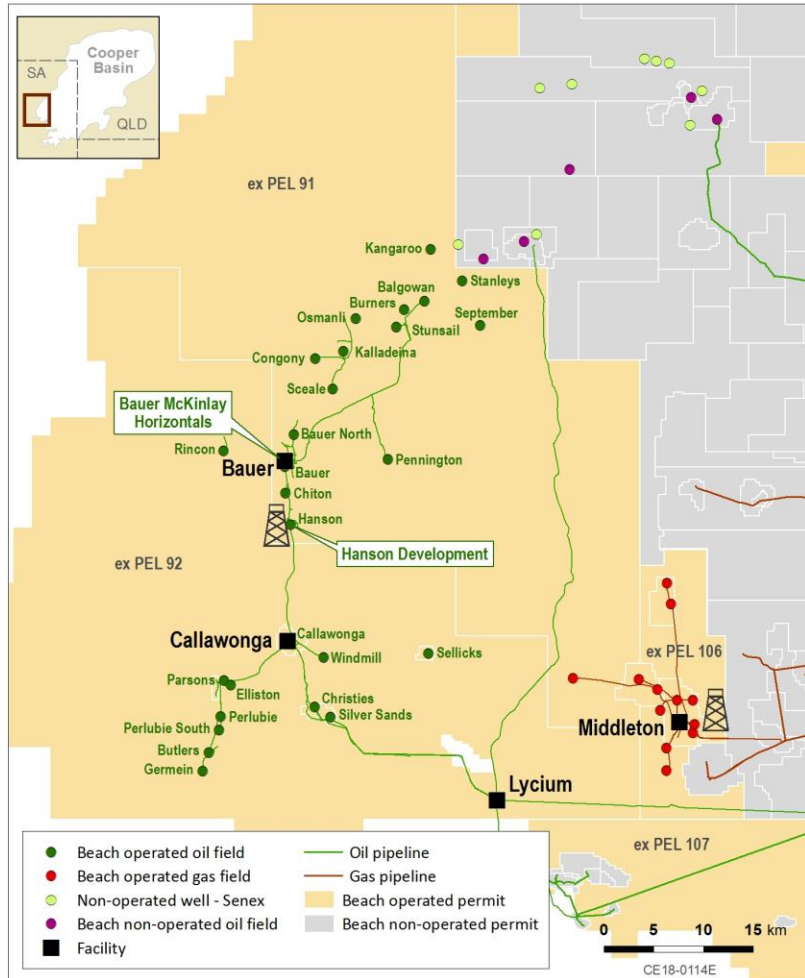 Cooper
Basin
SA
QLD
ex PEL 91
Kangaroo
Stanleys
Balgowan
Burners
September
Osmanli
Stunsail
Kalladeina
Congony
Sceale
Bauer McKinlay
Horizontals
Bauer North
Rincon
Pennington
Bauer
Bauer
Chiton
Hanson
Hanson Development
ex PEL 92
Callawonga
Callawonga
Windmill
Sellicks
ex PEL 106
Parsons
Elliston
Christies
Silver Sands
Perlubie
Middleton
Perlubie South
Butlers
Germein
Lycium
ex PEL 107
Beach operated oil field
Beach operated gas field
Non-operated well - Senex
Beach non-operated oil field
Facility
Oil pipeline
Gas pipeline
Beach operated permit
Beach non-operated permit
0 5 10 15 km
CE18-0114E